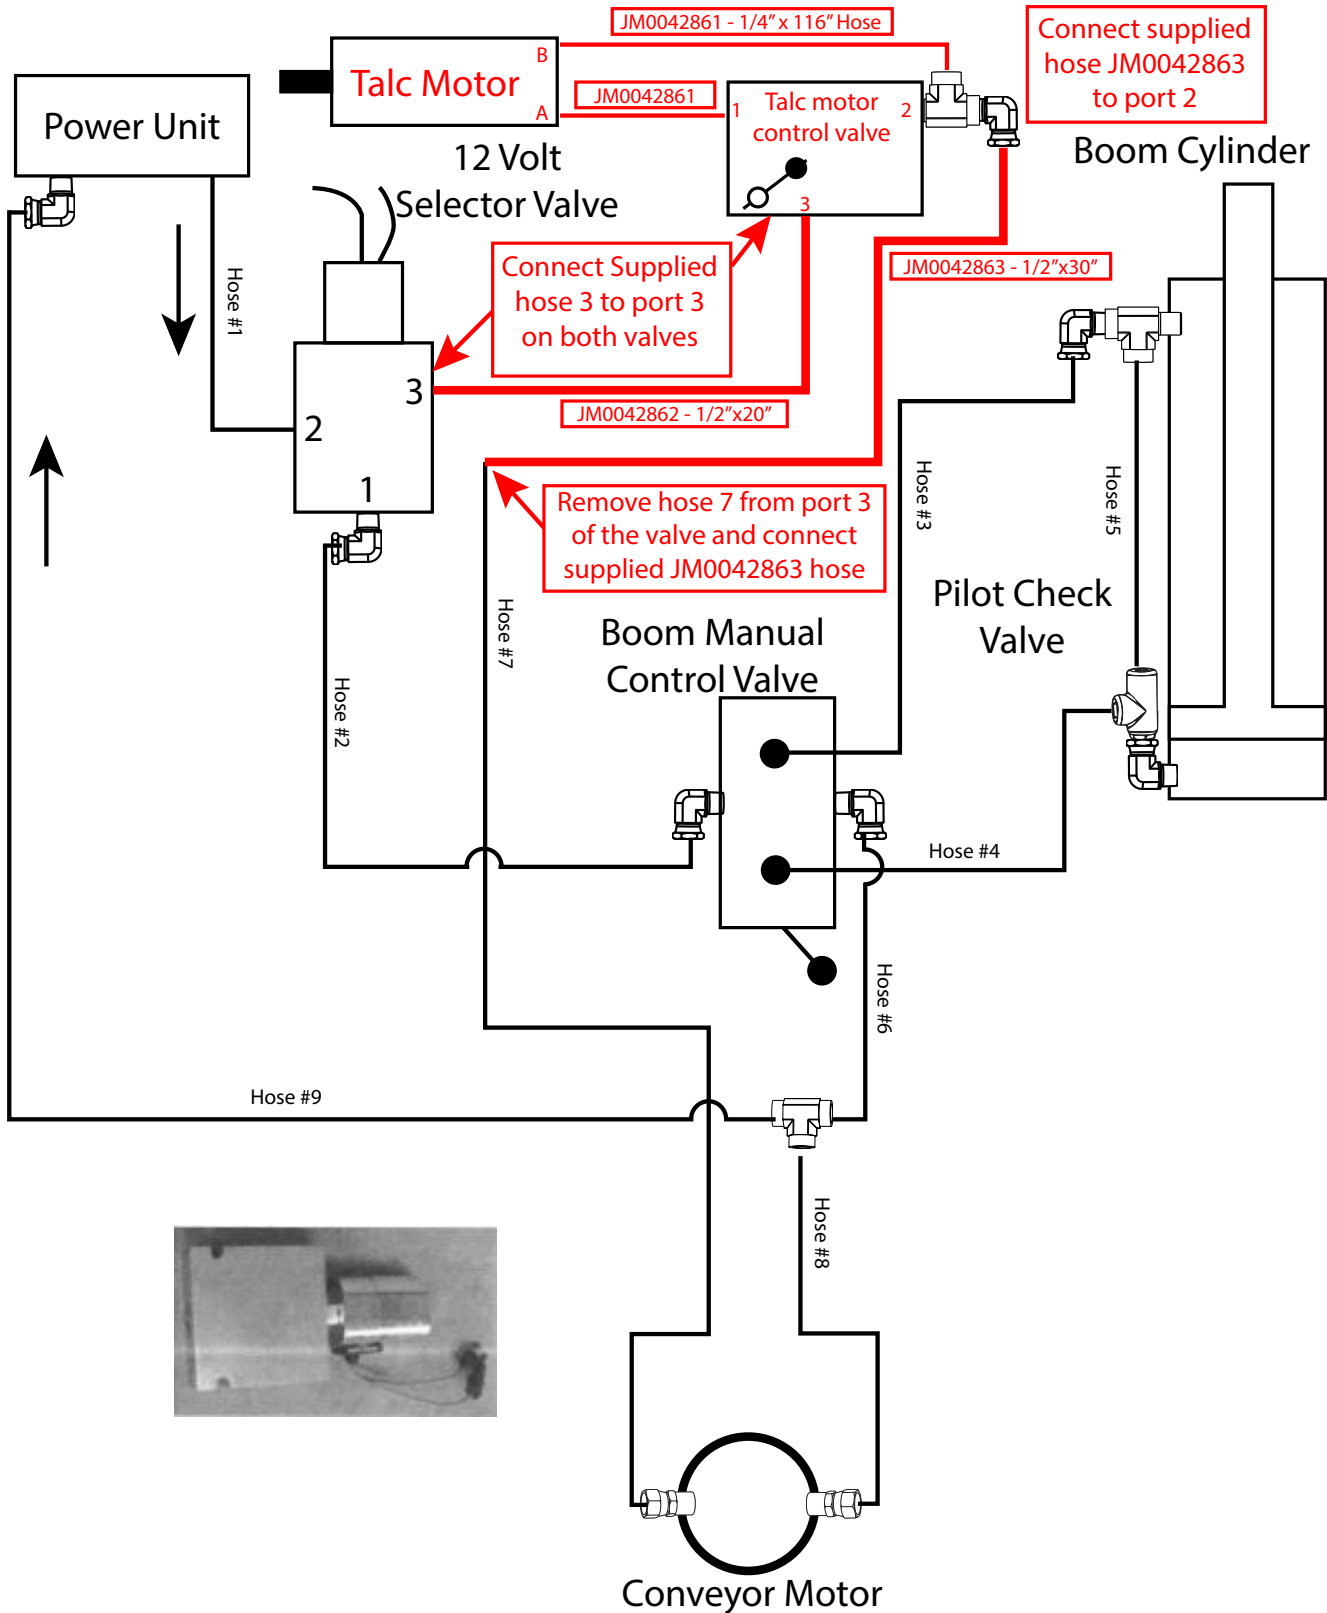 JM0042861 - 1/4" x 116" Hose
Connect supplied
hose JM0042863
to port 2
B
Talc Motor
A
JM0042861
1
Talc motor
control valve
2
3
Power Unit
12 Volt
Selector Valve
Boom Cylinder
Hose #1
Connect Supplied
hose 3 to port 3
on both valves
JM0042863 - 1/2"x30"
3
2
1
JM0042862 - 1/2"x20"
Remove hose 7 from port 3
of the valve and connect
supplied JM0042863 hose
Hose #3
Hose #5
Pilot Check
Valve
Hose #7
Boom Manual
Control Valve
Hose #2
Hose #4
Hose #6
Hose #9
Hose #8
Conveyor Motor